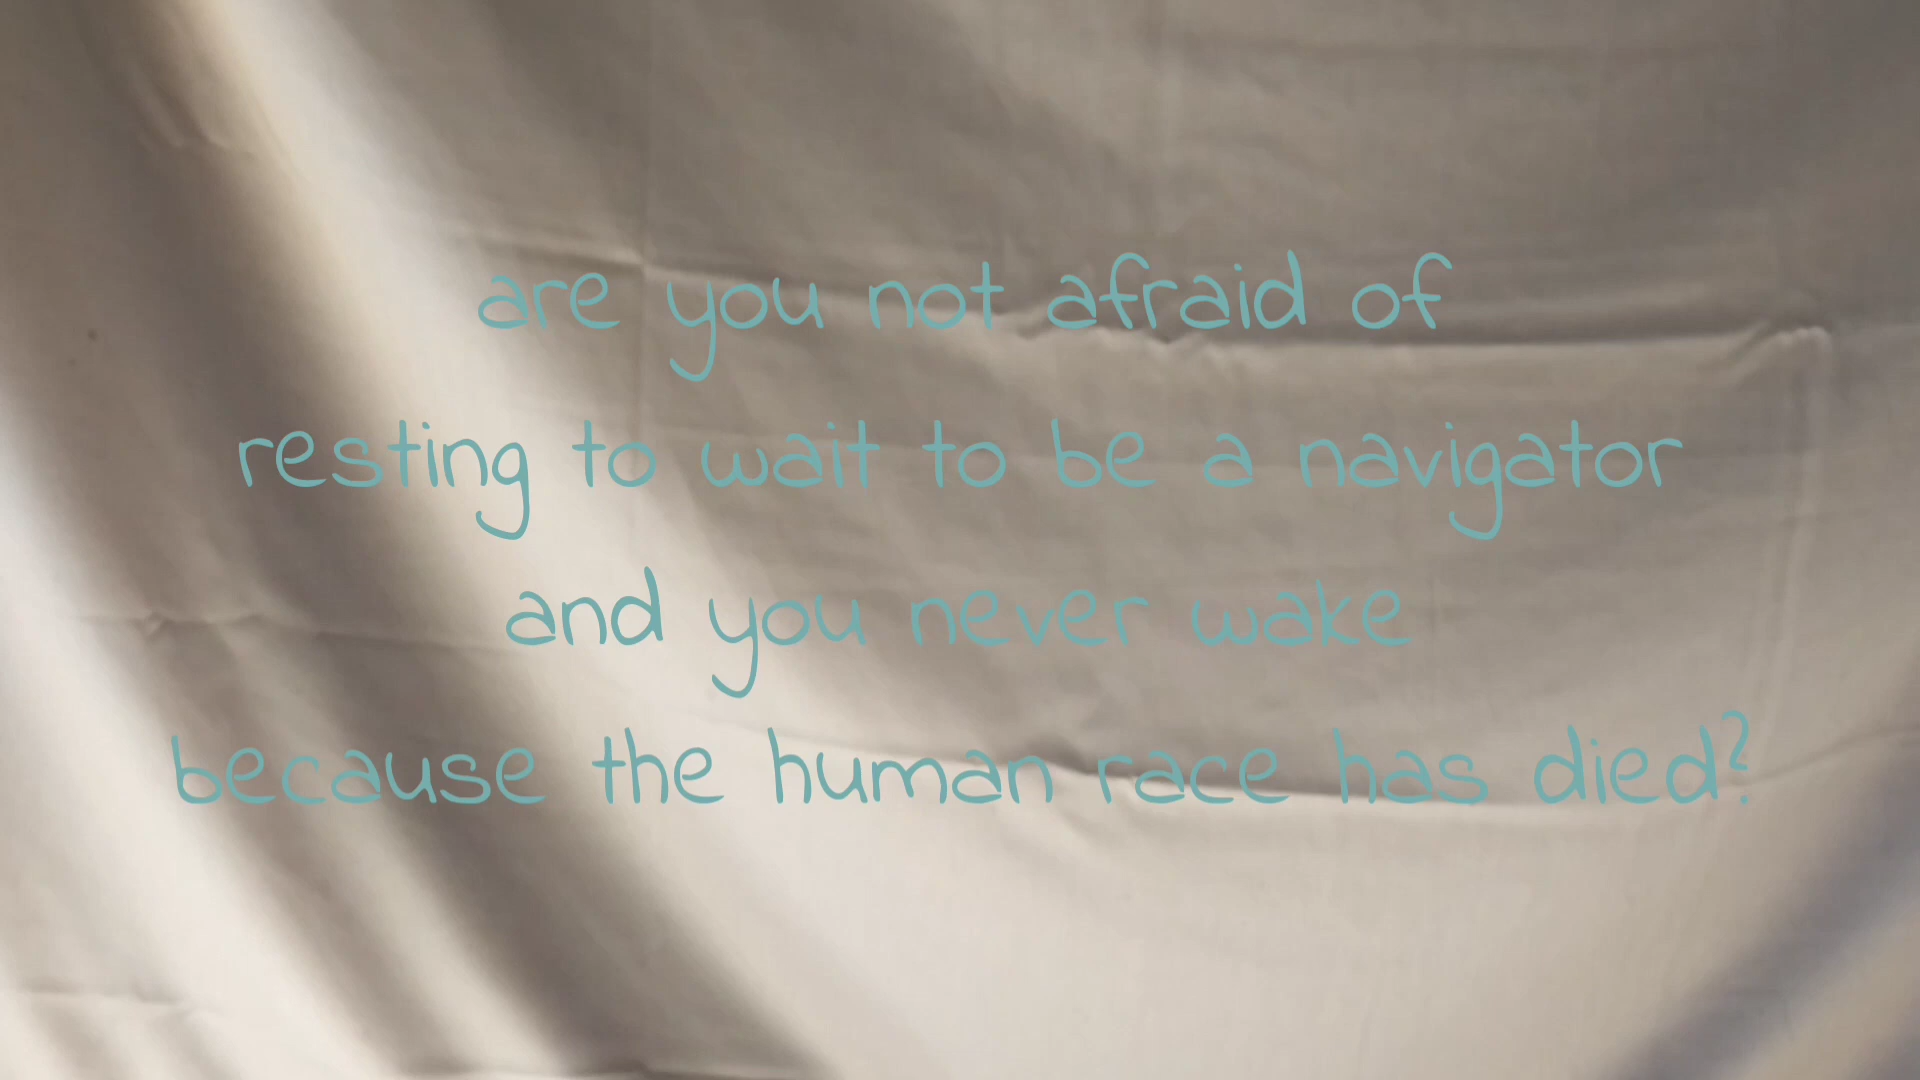 are you not afraid of
resting to wait to be a navigator
and you never wake
because the human race has died?